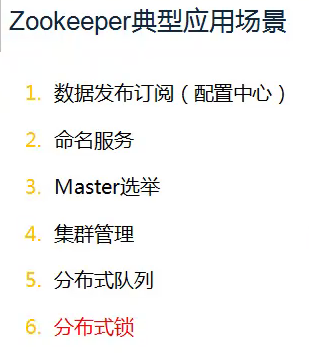 Zookeeper典型应用场景
1. 数据发布订阅（配置中心）
2. 命名服务
3. Master选举
4. 集群管理
5. 分布式队列
6. 分布式锁